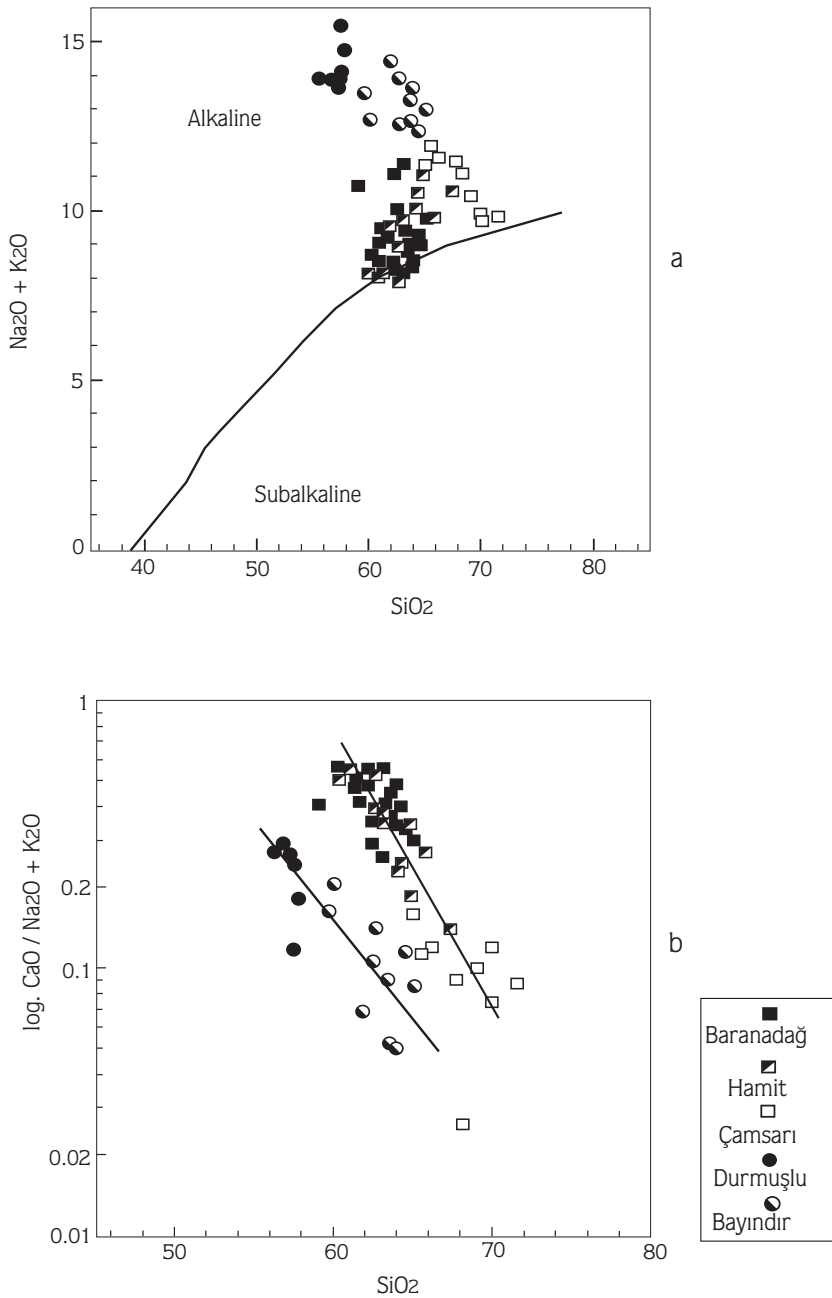 15
10
5
0
Na2O + K2O
Alkaline
Subalkaline
40
50
60
70
80
SiO2
a
1
0.2
0.1
0.02
0.01
log. CaO / Na2O + K2O
50
60
70
80
SiO2
b
Baranadağ
Hamit
Çamsarı
Durmuşlu
Bayındır